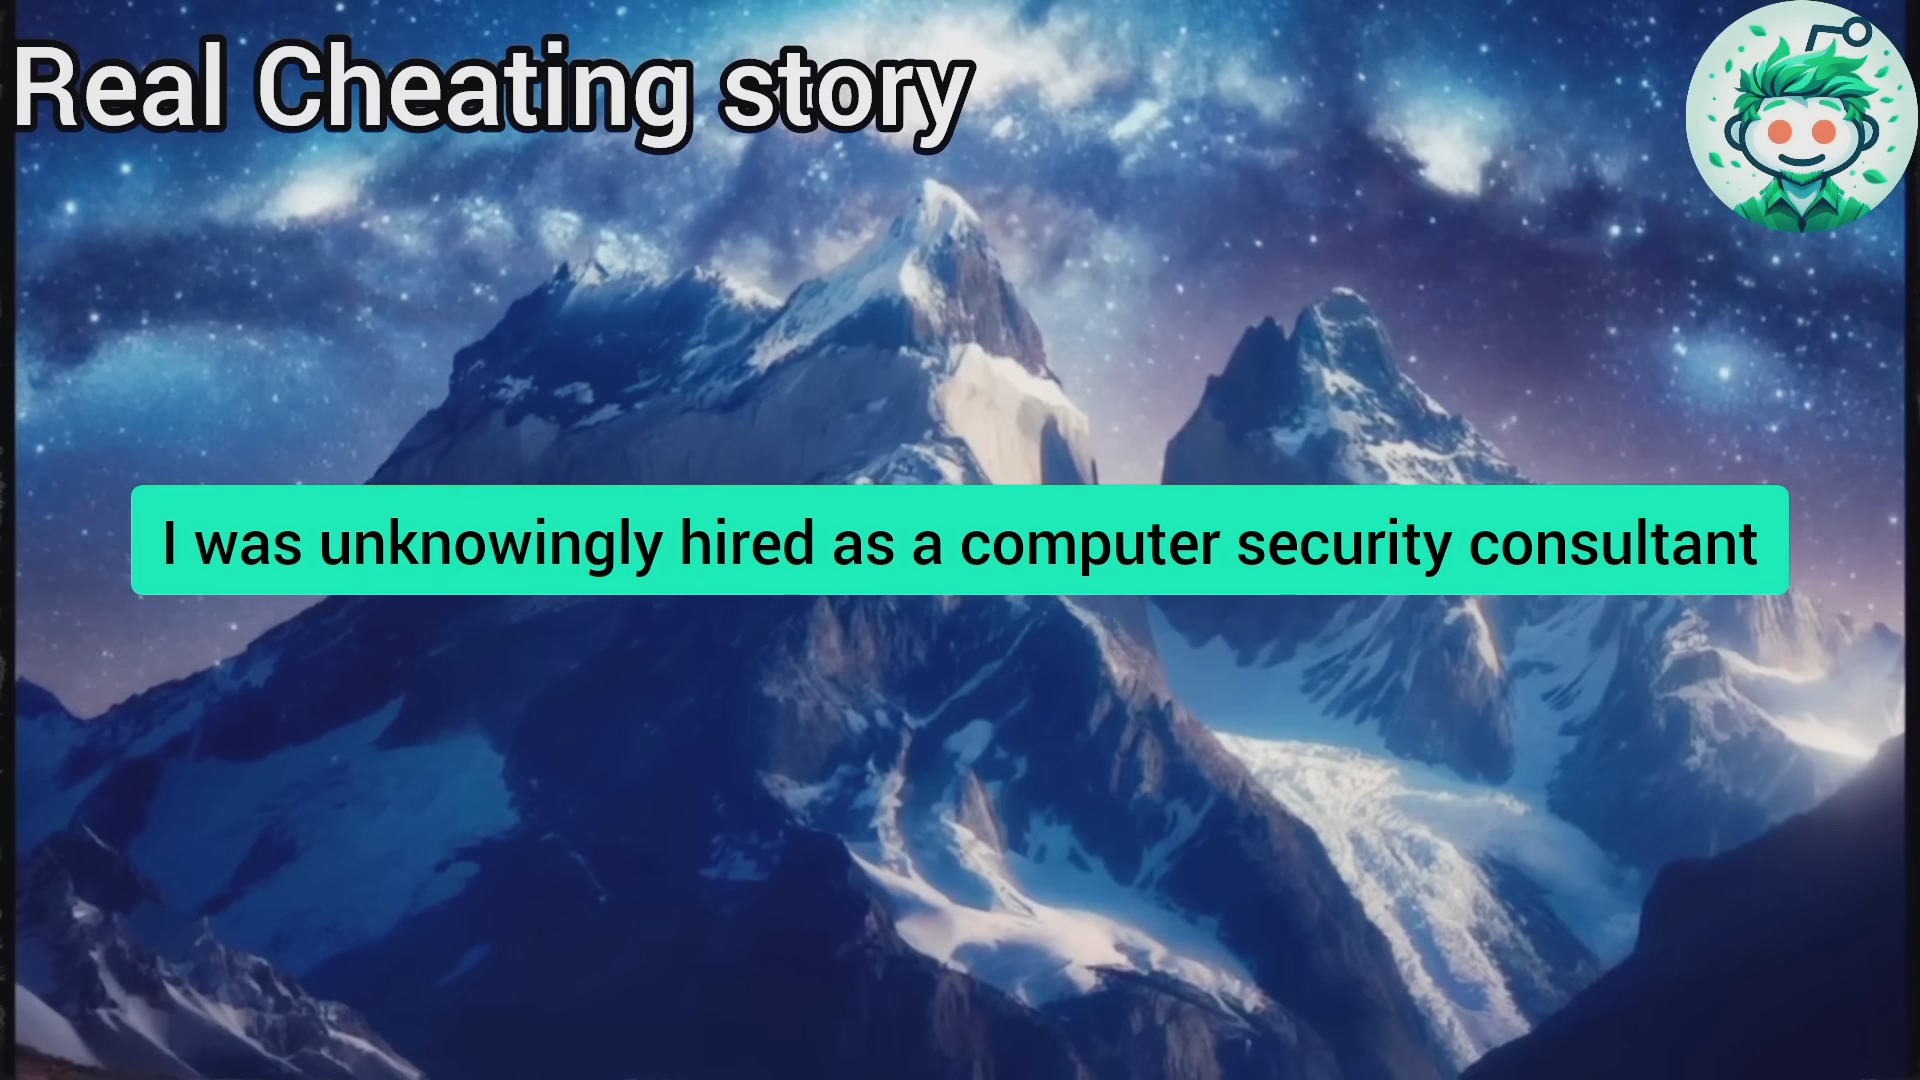 Real Cheating story
I was unknowingly hired as a computer security consultant